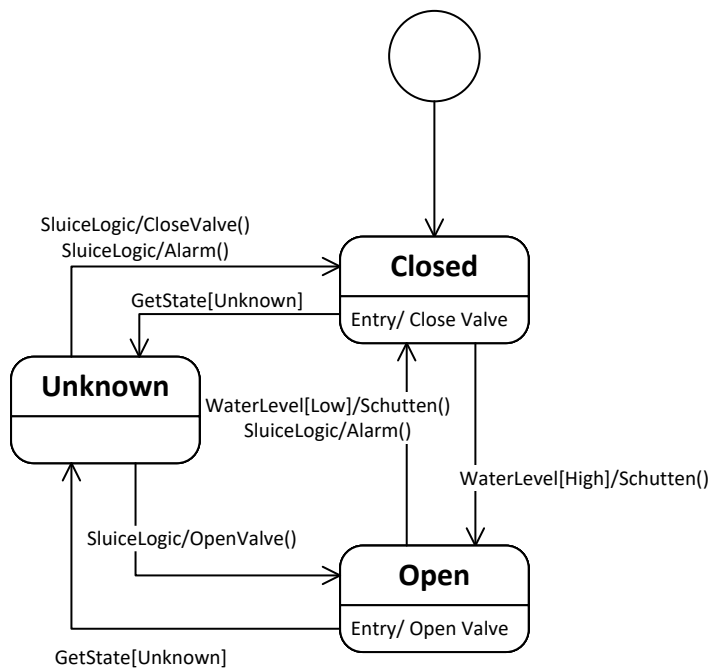 SluiceLogic/CloseValve()
SluiceLogic/Alarm()
Closed
Entry/ Close Valve
GetState[Unknown]
Unknown
WaterLevel[Low]/Schutten()
SluiceLogic/Alarm()
WaterLevel[High]/Schutten()
SluiceLogic/OpenValve()
Open
Entry/ Open Valve
GetState[Unknown]